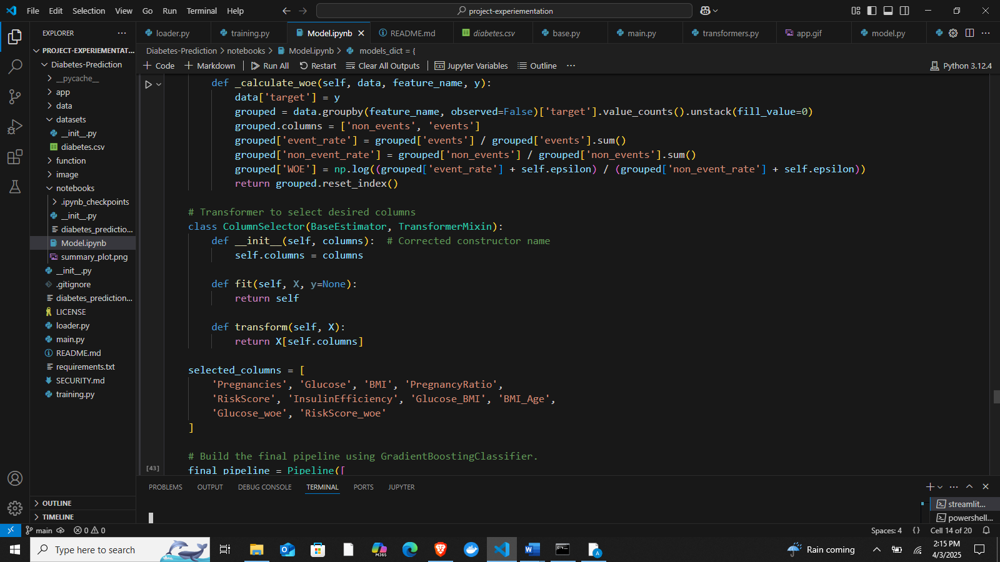 File Edit Selection View Go Run Terminal Help
project-experiementation
EXPLORER
PROJECT-EXPERIEMENTAT...
Diabetes-Prediction
__pycache__
app
data
datasets
__init__.py
diabetes.csv
function
image
notebooks
.ipynb_checkpoints
__init__.py
diabetes_predictio...
Model.ipynb
summary_plot.png
__init__.py
.gitignore
diabetes_prediction...
LICENSE
loader.py
main.py
README.md
requirements.txt
SECURITY.md
training.py
OUTLINE
TIMELINE
loader.py training.py Model.ipynb README.md diabetes.csv base.py main.py transformers.py app.gif model.py
Diabetes-Prediction > notebooks > Model.ipynb > models_dict = {
+ Code + Markdown Run All Restart Clear All Outputs Jupyter Variables Outline ... Python 3.12.4
def _calculate_woe(self, data, feature_name, y):
data['target'] = y
grouped = data.groupby(feature_name, observed=False)['target'].value_counts().unstack(fill_value=0)
grouped.columns = ['non_events', 'events']
grouped['event_rate'] = grouped['events'] / grouped['events'].sum()
grouped['non_event_rate'] = grouped['non_events'] / grouped['non_events'].sum()
grouped['WOE'] = np.log((grouped['event_rate'] + self.epsilon) / (grouped['non_event_rate'] + self.epsilon))
return grouped.reset_index()
# Transformer to select desired columns
class ColumnSelector(BaseEstimator, TransformerMixin):
def __init__(self, columns):  # Corrected constructor name
self.columns = columns
def fit(self, X, y=None):
return self
def transform(self, X):
return X[self.columns]
selected_columns = [
'Pregnancies', 'Glucose', 'BMI', 'PregnancyRatio',
'RiskScore', 'InsulinEfficiency', 'Glucose_BMI', 'BMI_Age',
'Glucose_woe', 'RiskScore_woe'
]
# Build the final pipeline using GradientBoostingClassifier.
[43]
final_pipeline = Pipeline([
PROBLEMS OUTPUT DEBUG CONSOLE TERMINAL PORTS JUPYTER
streamlit...
powershell...
main 0 0 Spaces: 4 {} Cell 14 of 20
Type here to search
M365
Rain coming
2:15 PM
4/3/2025